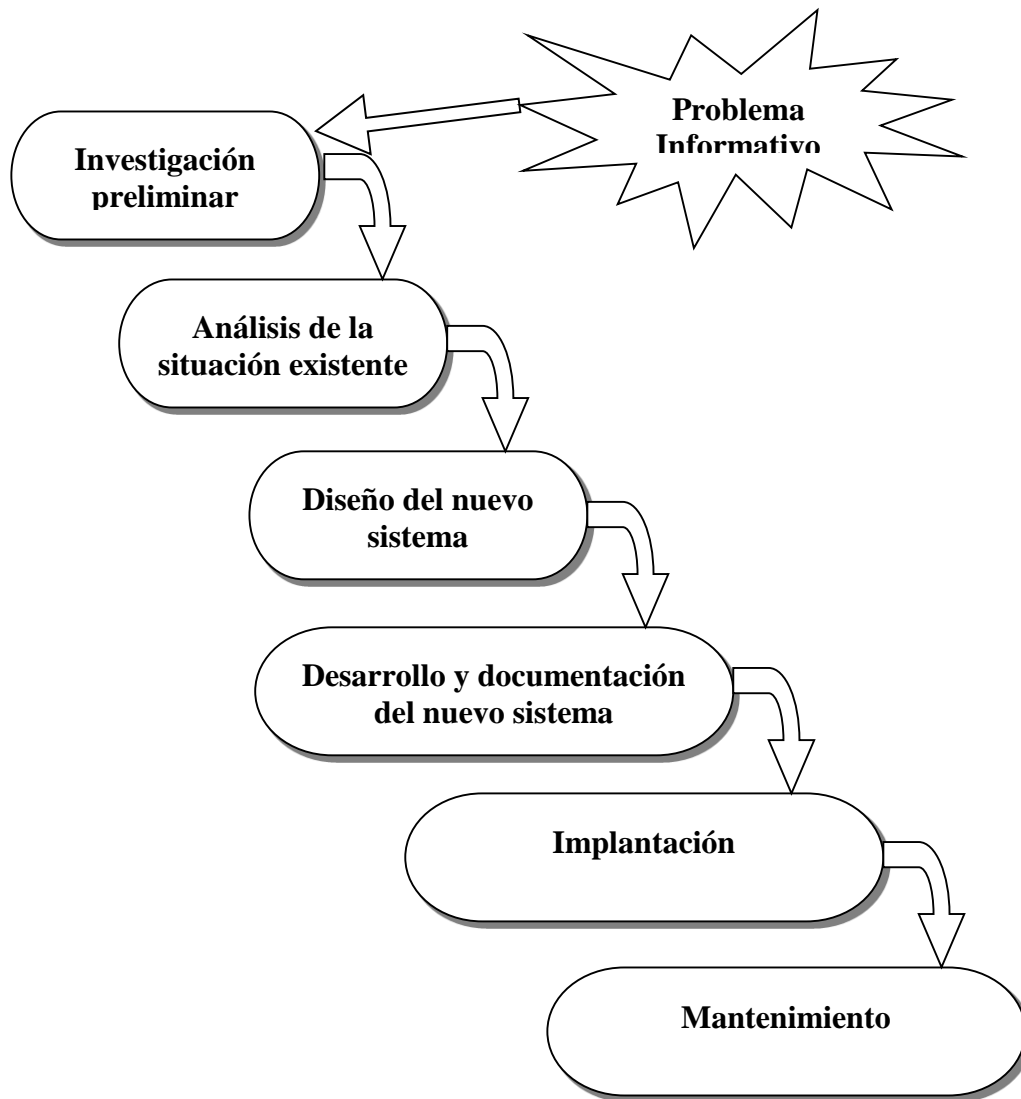 Problema
Informativo
Investigación
preliminar
Análisis de la
situación existente
Diseño del nuevo
sistema
Desarrollo y documentación
del nuevo sistema
Implantación
Mantenimiento